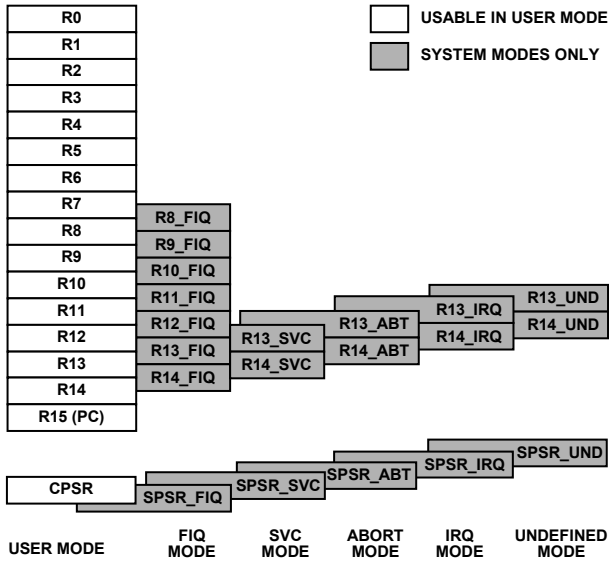 R0
R1
R2
R3
R4
R5
R6
R7
R8
R9
R10
R11
R12
R13
R14
R15 (PC)
CPSR
USER MODE
R8_FIQ
R9_FIQ
R10_FIQ
R11_FIQ
R12_FIQ
R13_FIQ
R14_FIQ
SPSR_FIQ
FIQ
MODE
R13_SVC
R14_SVC
SPSR_SVC
SVC
MODE
R13_ABT
R14_ABT
SPSR_ABT
ABORT
MODE
R13_IRQ
R14_IRQ
SPSR_IRQ
IRQ
MODE
R13_UND
R14_UND
SPSR_UND
UNDEFINED
MODE
USABLE IN USER MODE
SYSTEM MODES ONLY